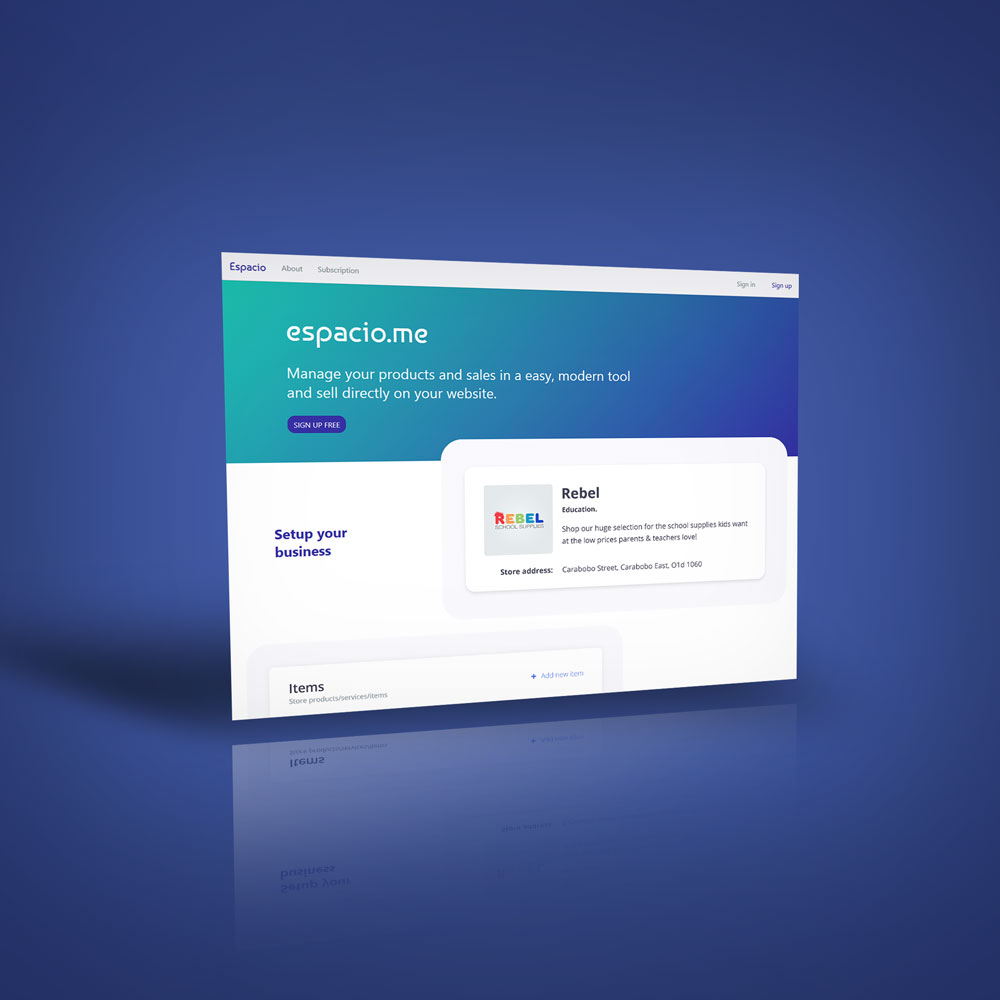 Espacio About Subscription Sign in Sign up
espacio.me
Manage your products and sales in a easy, modern tool
and sell directly on your website.
SIGN UP FREE
Setup your
business
REBEL
SCHOOL SUPPLIES
Rebel
Education.
Shop our huge selection for the school supplies kids want
at the low prices parents & teachers love!
Store address: Carabobo Street, Carabobo East, O1d 1060
Items
Store products/services/items
+ Add new item